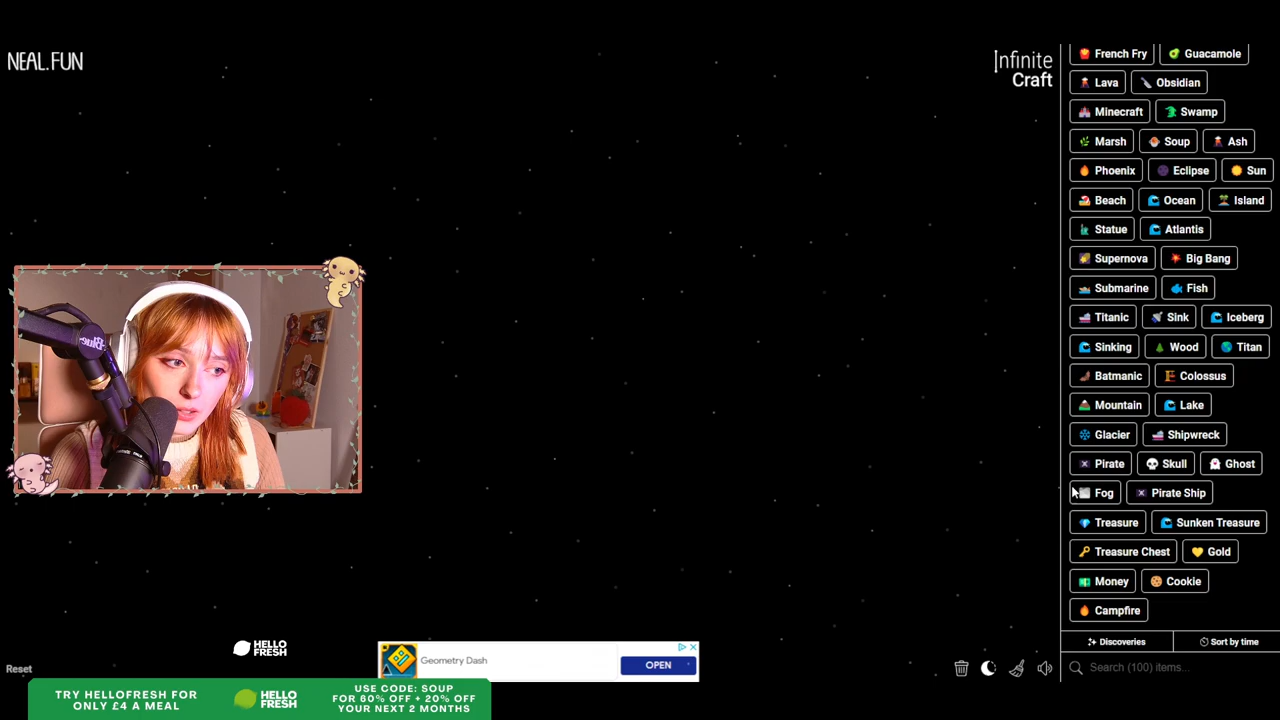 NEAL.FUN
Infinite
Craft
French Fry Guacamole
Lava Obsidian
Minecraft Swamp
Marsh Soup Ash
Phoenix Eclipse Sun
Beach Ocean Island
Statue Atlantis
Supernova Big Bang
Submarine Fish
Titanic Sink Iceberg
Sinking Wood Titan
Batmanic Colossus
Mountain Lake
Glacier Shipwreck
Pirate Skull Ghost
Fog Pirate Ship
Treasure Sunken Treasure
Treasure Chest Gold
Money Cookie
Campfire
Discoveries Sort by time
Search (100) items...
Reset
HELLO
FRESH
Geometry Dash
OPEN
TRY HELLOFRESH FOR
ONLY £4 A MEAL
HELLO
FRESH
USE CODE: SOUP
FOR 60% OFF + 20% OFF
YOUR NEXT 2 MONTHS